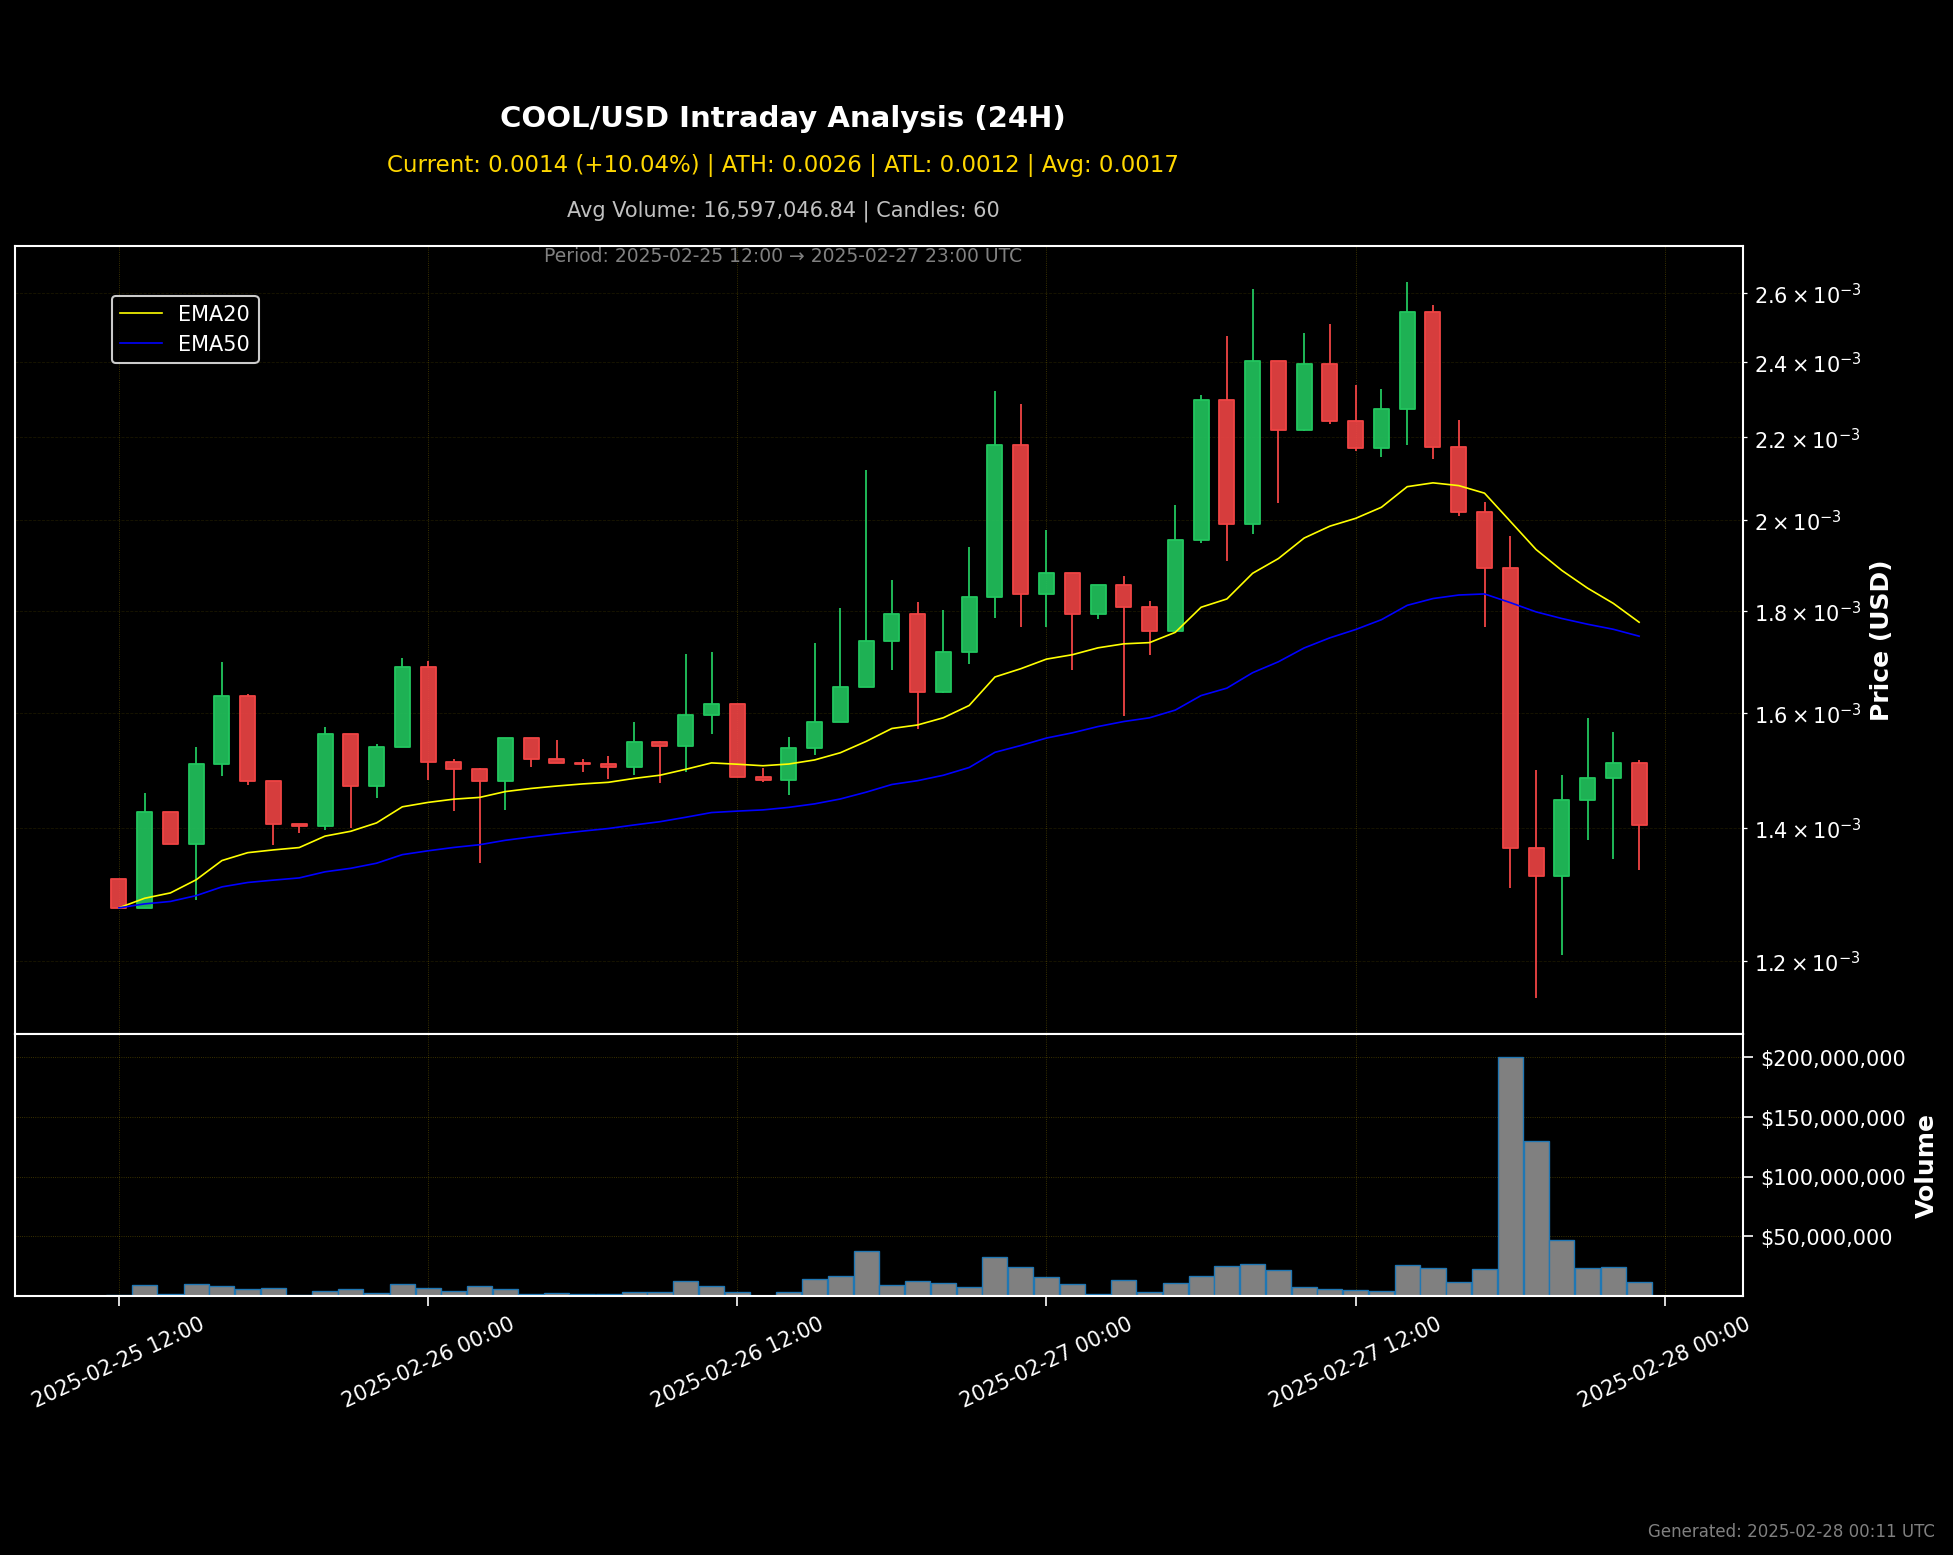 COOL/USD Intraday Analysis (24H)
Current: 0.0014 (+10.04%) | ATH: 0.0026 | ATL: 0.0012 | Avg: 0.0017
Avg Volume: 16,597,046.84 | Candles: 60
Period: 2025-02-25 12:00 → 2025-02-27 23:00 UTC
EMA20
EMA50
2.6 × 10⁻³
2.4 × 10⁻³
2.2 × 10⁻³
2 × 10⁻³
1.8 × 10⁻³
1.6 × 10⁻³
1.4 × 10⁻³
1.2 × 10⁻³
Price (USD)
$200,000,000
$150,000,000
$100,000,000
$50,000,000
Volume
2025-02-25 12:00
2025-02-26 00:00
2025-02-26 12:00
2025-02-27 00:00
2025-02-27 12:00
2025-02-28 00:00
Generated: 2025-02-28 00:11 UTC